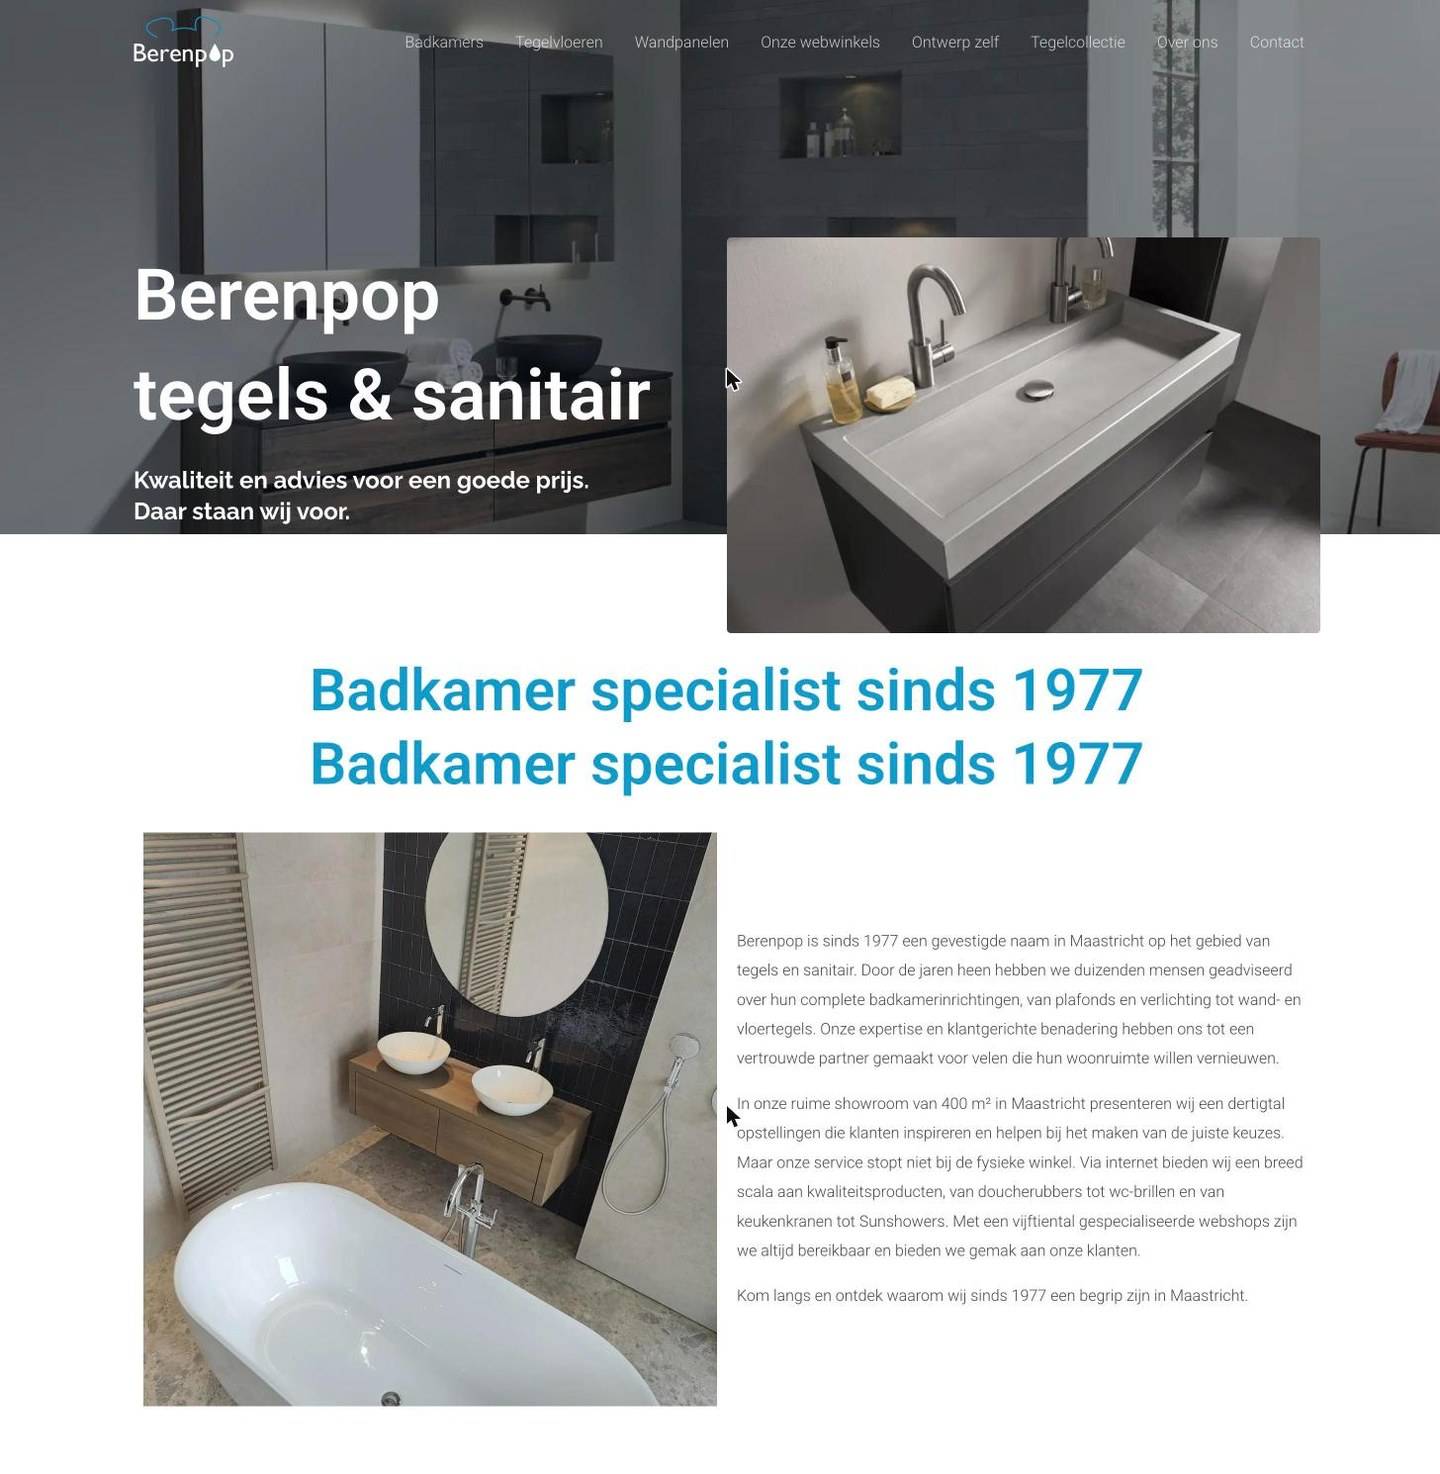 Berenpop
Badkamers Tegelvloeren Wandpanelen Onze webwinkels Ontwerp zelf Tegelcollectie Over ons Contact
Berenpop
tegels & sanitair
Kwaliteit en advies voor een goede prijs.
Daar staan wij voor.
Badkamer specialist sinds 1977
Badkamer specialist sinds 1977
Berenpop is sinds 1977 een gevestigde naam in Maastricht op het gebied van
tegels en sanitair. Door de jaren heen hebben we duizenden mensen geadviseerd
over hun complete badkamerinrichtingen, van plafonds en verlichting tot wand- en
vloertegels. Onze expertise en klantgerichte benadering hebben ons tot een
vertrouwde partner gemaakt voor velen die hun woonruimte willen vernieuwen.
In onze ruime showroom van 400 m² in Maastricht presenteren wij een dertigtal
opstellingen die klanten inspireren en helpen bij het maken van de juiste keuzes.
Maar onze service stopt niet bij de fysieke winkel. Via internet bieden wij een breed
scala aan kwaliteitsproducten, van doucherubbers tot wc-brillen en van
keukenkranen tot Sunshowers. Met een vijftiental gespecialiseerde webshops zijn
we altijd bereikbaar en bieden we gemak aan onze klanten.
Kom langs en ontdek waarom wij sinds 1977 een begrip zijn in Maastricht.